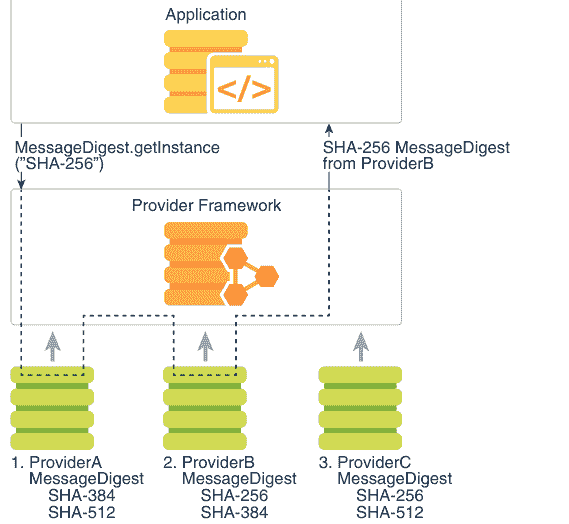 Application
</>
MessageDigest.getInstance
("SHA-256")
SHA-256 MessageDigest
from ProviderB
Provider Framework
1. ProviderA
MessageDigest
SHA-384
SHA-512
2. ProviderB
MessageDigest
SHA-256
SHA-384
3. ProviderC
MessageDigest
SHA-256
SHA-512